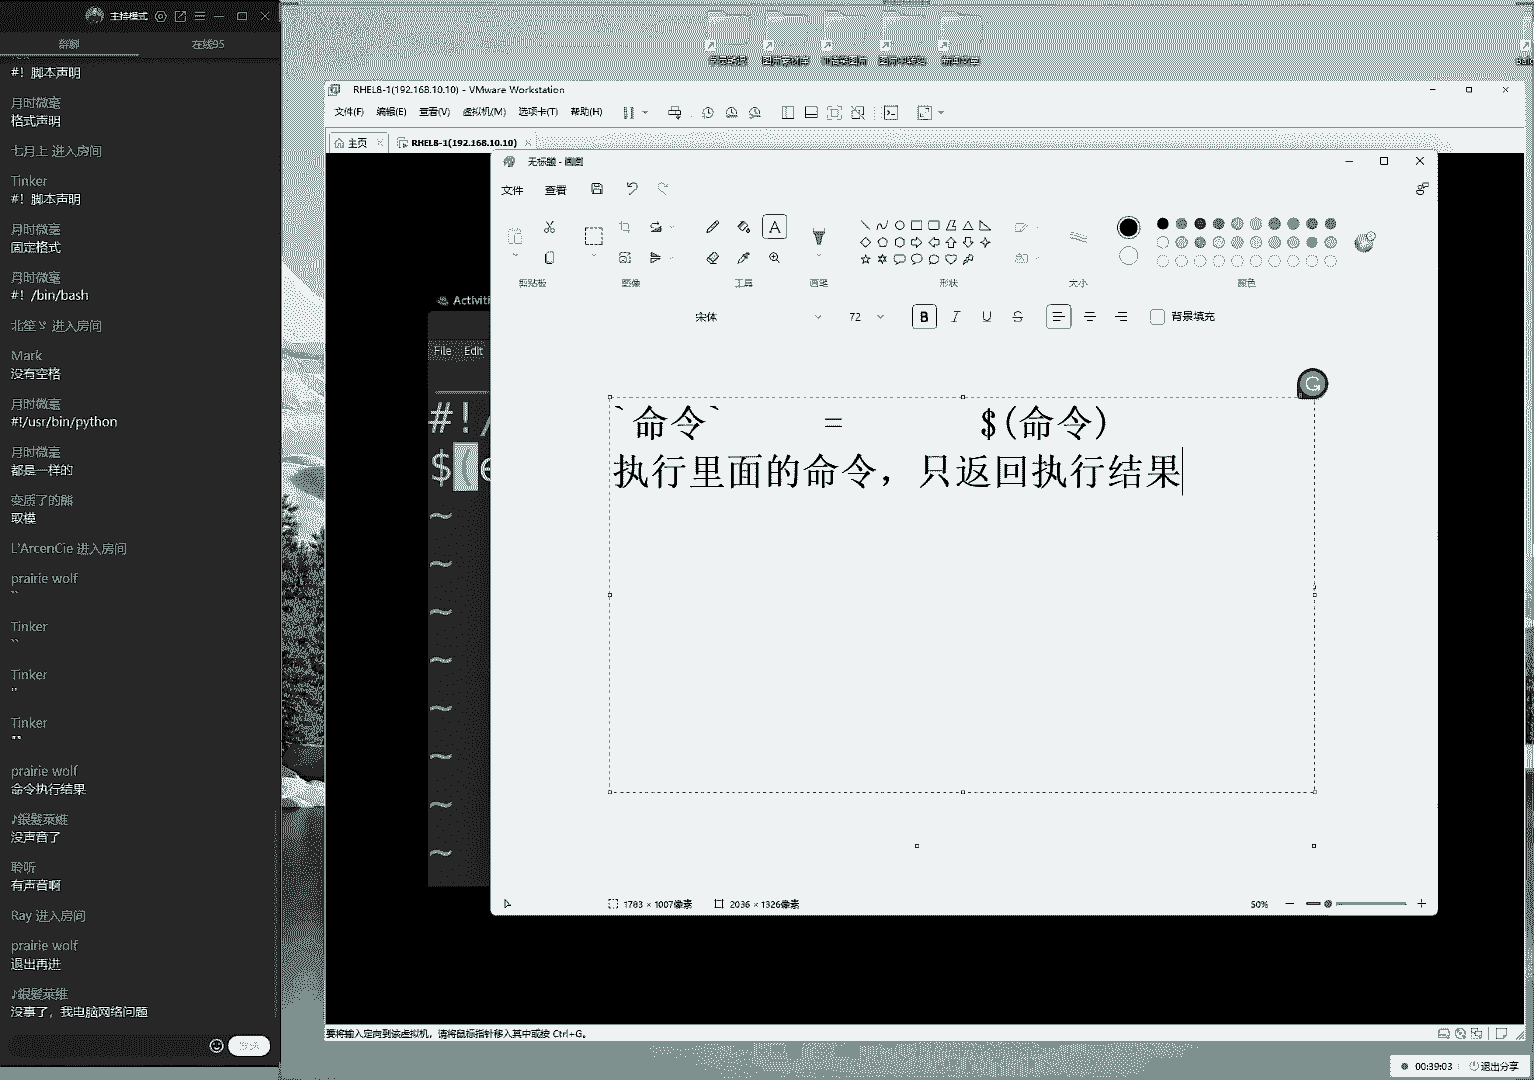 主持模式
群聊
在线95
#! 脚本声明
月时微毫
格式声明
七月上 进入房间
Tinker
#! 脚本声明
月时微毫
固定格式
月时微毫
#! /bin/bash
北笙ゞ 进入房间
Mark
没有空格
月时微毫
#!/usr/bin/python
月时微毫
都是一样的
变质了的熊
取模
L'ArcenCie 进入房间
prairie wolf
``
Tinker
``
Tinker
''
Tinker
""
prairie wolf
命令执行结果
♪銀髮萊維
没声音了
聆听
有声音啊
Ray 进入房间
prairie wolf
退出再进
♪銀髮萊維
没事了，我电脑网络问题
发送
RHEL8-1(192.168.10.10) - VMware Workstation
文件(F) 编辑(E) 查看(V) 虚拟机(M) 选项卡(T) 帮助(H)
主页
RHEL8-1(192.168.10.10)
Activiti
File Edit
#!/
$(e
~
~
~
~
~
~
~
~
无标题 - 画图
文件 查看
剪贴板 图像 工具 画笔 形状 大小 颜色
宋体 72 B I U S 背景填充
`命令` = $(命令)
执行里面的命令，只返回执行结果
1783 × 1007像素 2036 × 1326像素 50%
要将输入定向到该虚拟机，请将鼠标指针移入其中或按 Ctrl+G。
00:39:03 退出分享